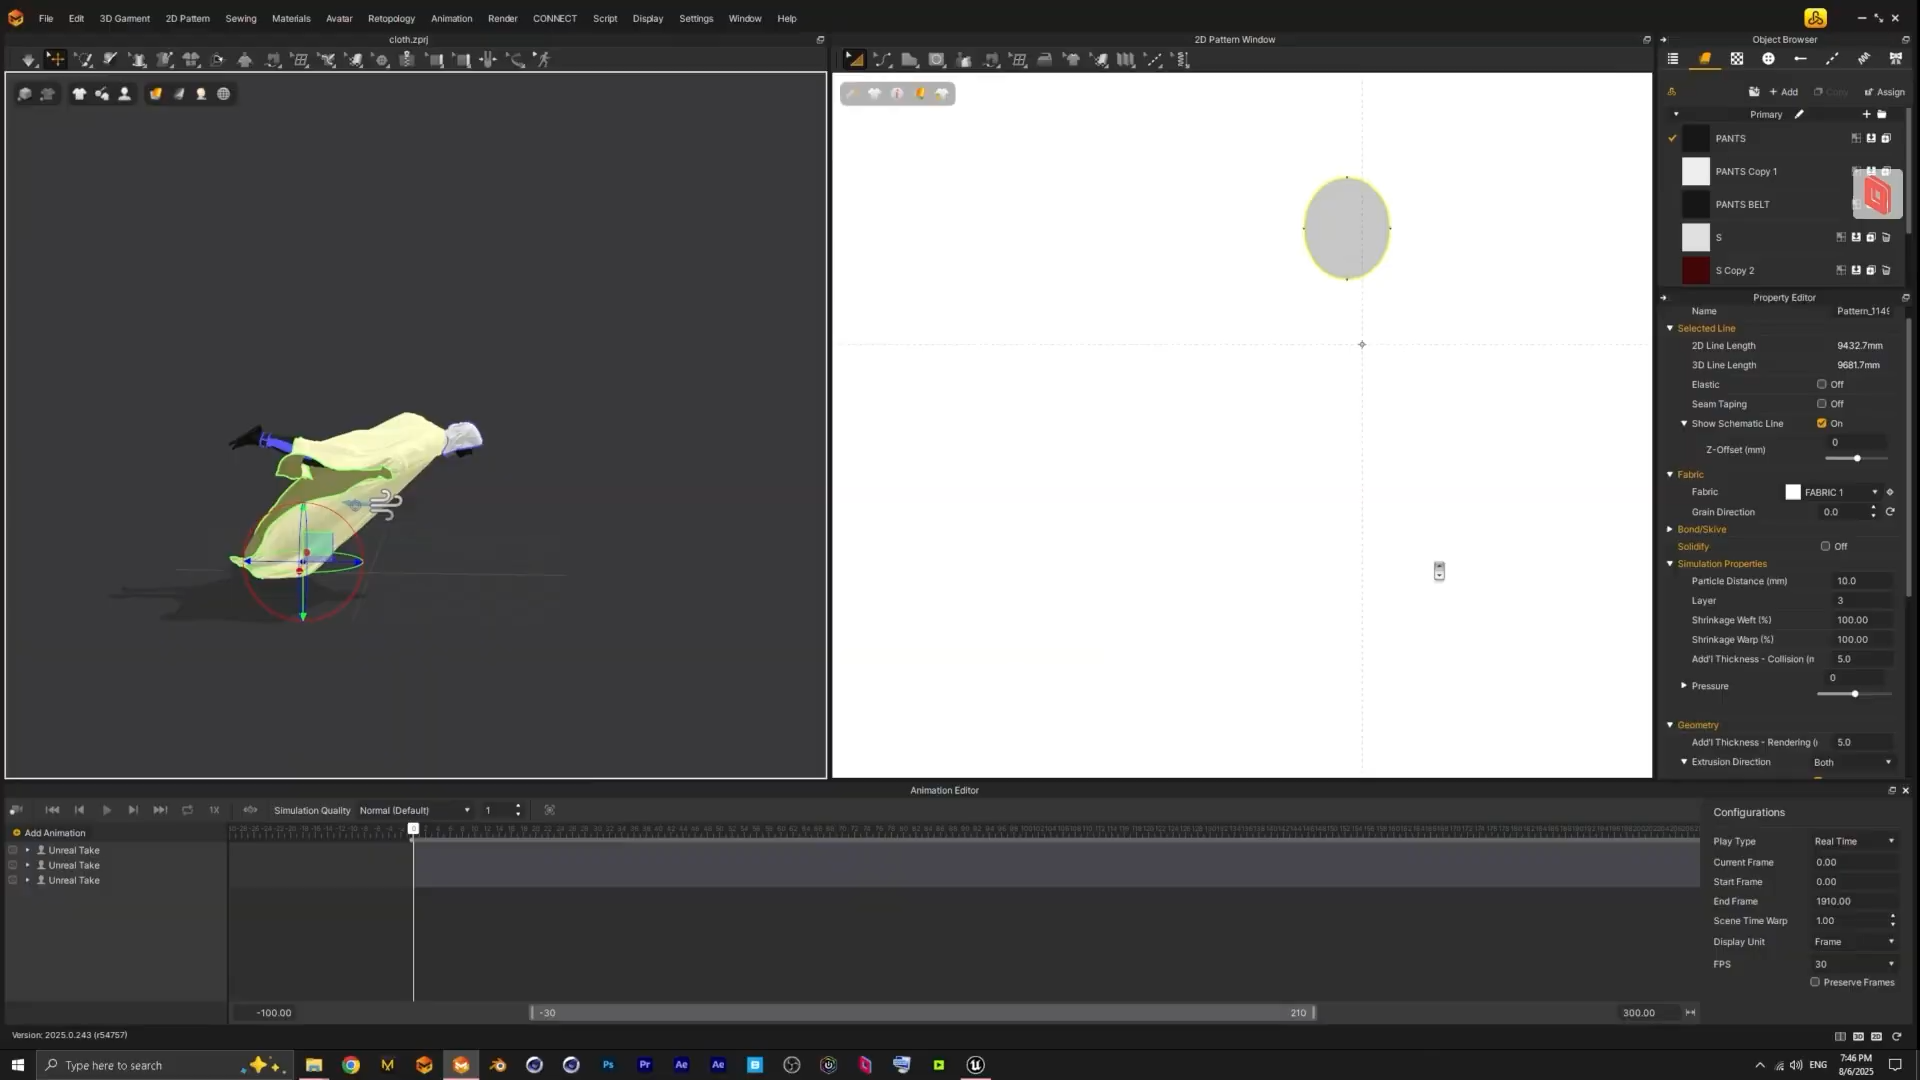 File Edit 3D Garment 2D Pattern Sewing Materials Avatar Retopology Animation Render CONNECT Script Display Settings Window Help
cloth.zprj
2D Pattern Window
Object Browser
+ Add Copy Assign
Primary
PANTS
PANTS Copy 1
PANTS BELT
S
S Copy 2
Property Editor
Name Pattern_1149
Selected Line
2D Line Length 9432.7mm
3D Line Length 9681.7mm
Elastic Off
Seam Taping Off
Show Schematic Line On
Z-Offset (mm) 0
Fabric
Fabric FABRIC 1
Grain Direction 0.0
Bond/Skive
Solidify Off
Simulation Properties
Particle Distance (mm) 10.0
Layer 3
Shrinkage Weft (%) 100.00
Shrinkage Warp (%) 100.00
Add'l Thickness - Collision (m 5.0
Pressure 0
Geometry
Add'l Thickness - Rendering ( 5.0
Extrusion Direction Both
Animation Editor
1X Simulation Quality Normal (Default) 1
Add Animation
Unreal Take
Unreal Take
Unreal Take
0
-100.00 -30 210 300.00
Configurations
Play Type Real Time
Current Frame 0.00
Start Frame 0.00
End Frame 1910.00
Scene Time Warp 1.00
Display Unit Frame
FPS 30
Preserve Frames
Version: 2025.0.243 (r54757)
Type here to search
Ps Pr Ae Ae
ENG
7:46 PM
8/6/2025